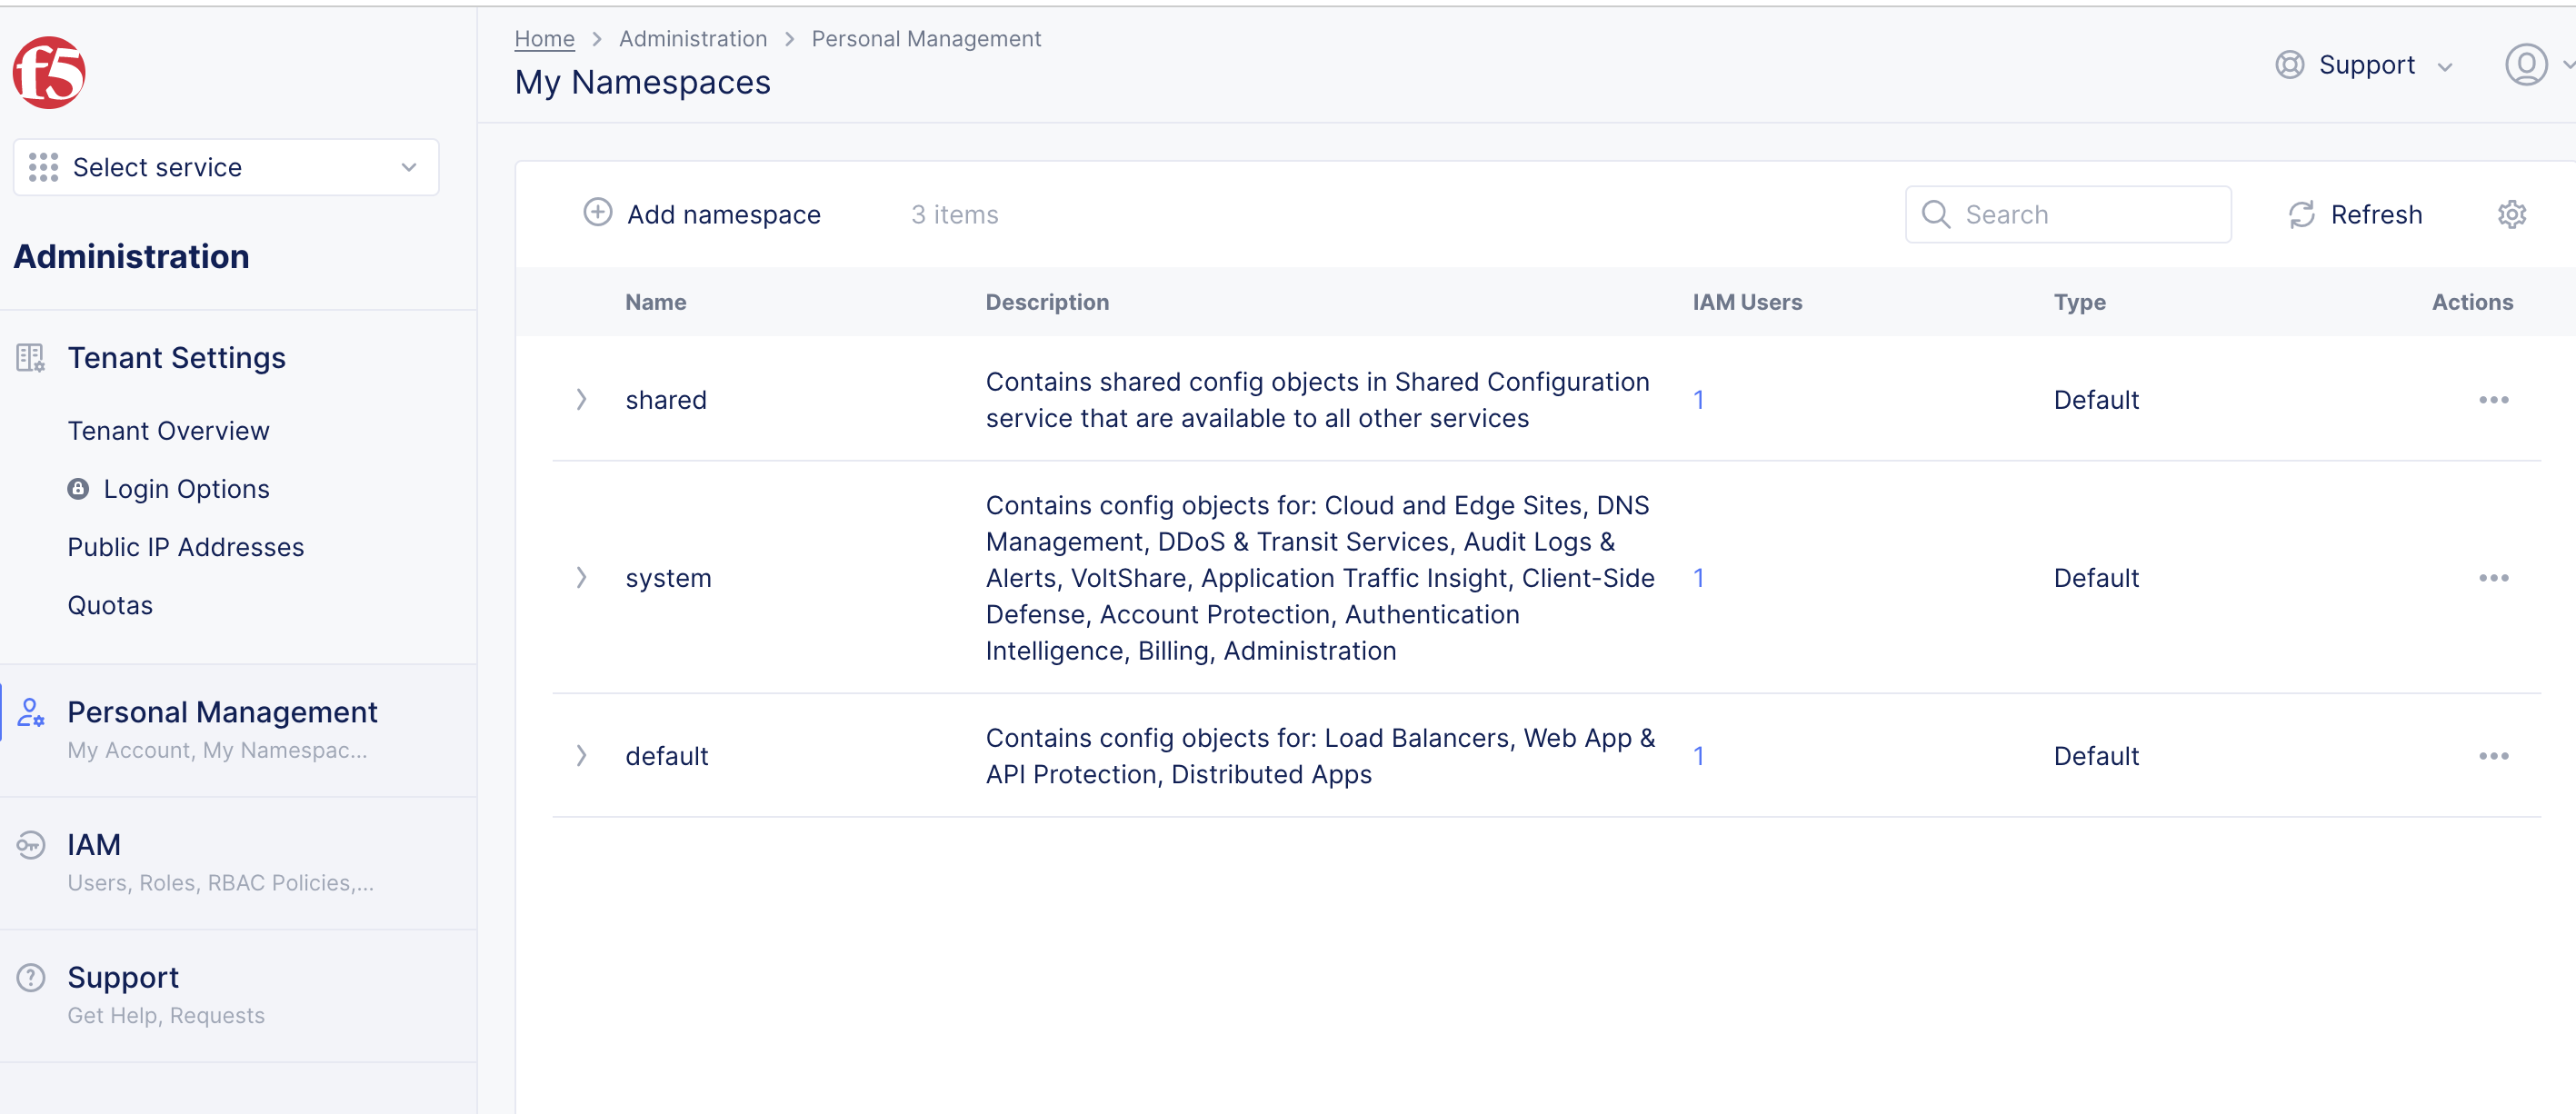 f5
Select service
Administration
Tenant Settings
Tenant Overview
Login Options
Public IP Addresses
Quotas
Personal Management
My Account, My Namespac...
IAM
Users, Roles, RBAC Policies,...
Support
Get Help, Requests
Home > Administration > Personal Management
My Namespaces
Support
Add namespace 3 items Search Refresh
Name Description IAM Users Type Actions
shared
Contains shared config objects in Shared Configuration
service that are available to all other services
1 Default
system
Contains config objects for: Cloud and Edge Sites, DNS
Management, DDoS & Transit Services, Audit Logs &
Alerts, VoltShare, Application Traffic Insight, Client-Side
Defense, Account Protection, Authentication
Intelligence, Billing, Administration
1 Default
default
Contains config objects for: Load Balancers, Web App &
API Protection, Distributed Apps
1 Default